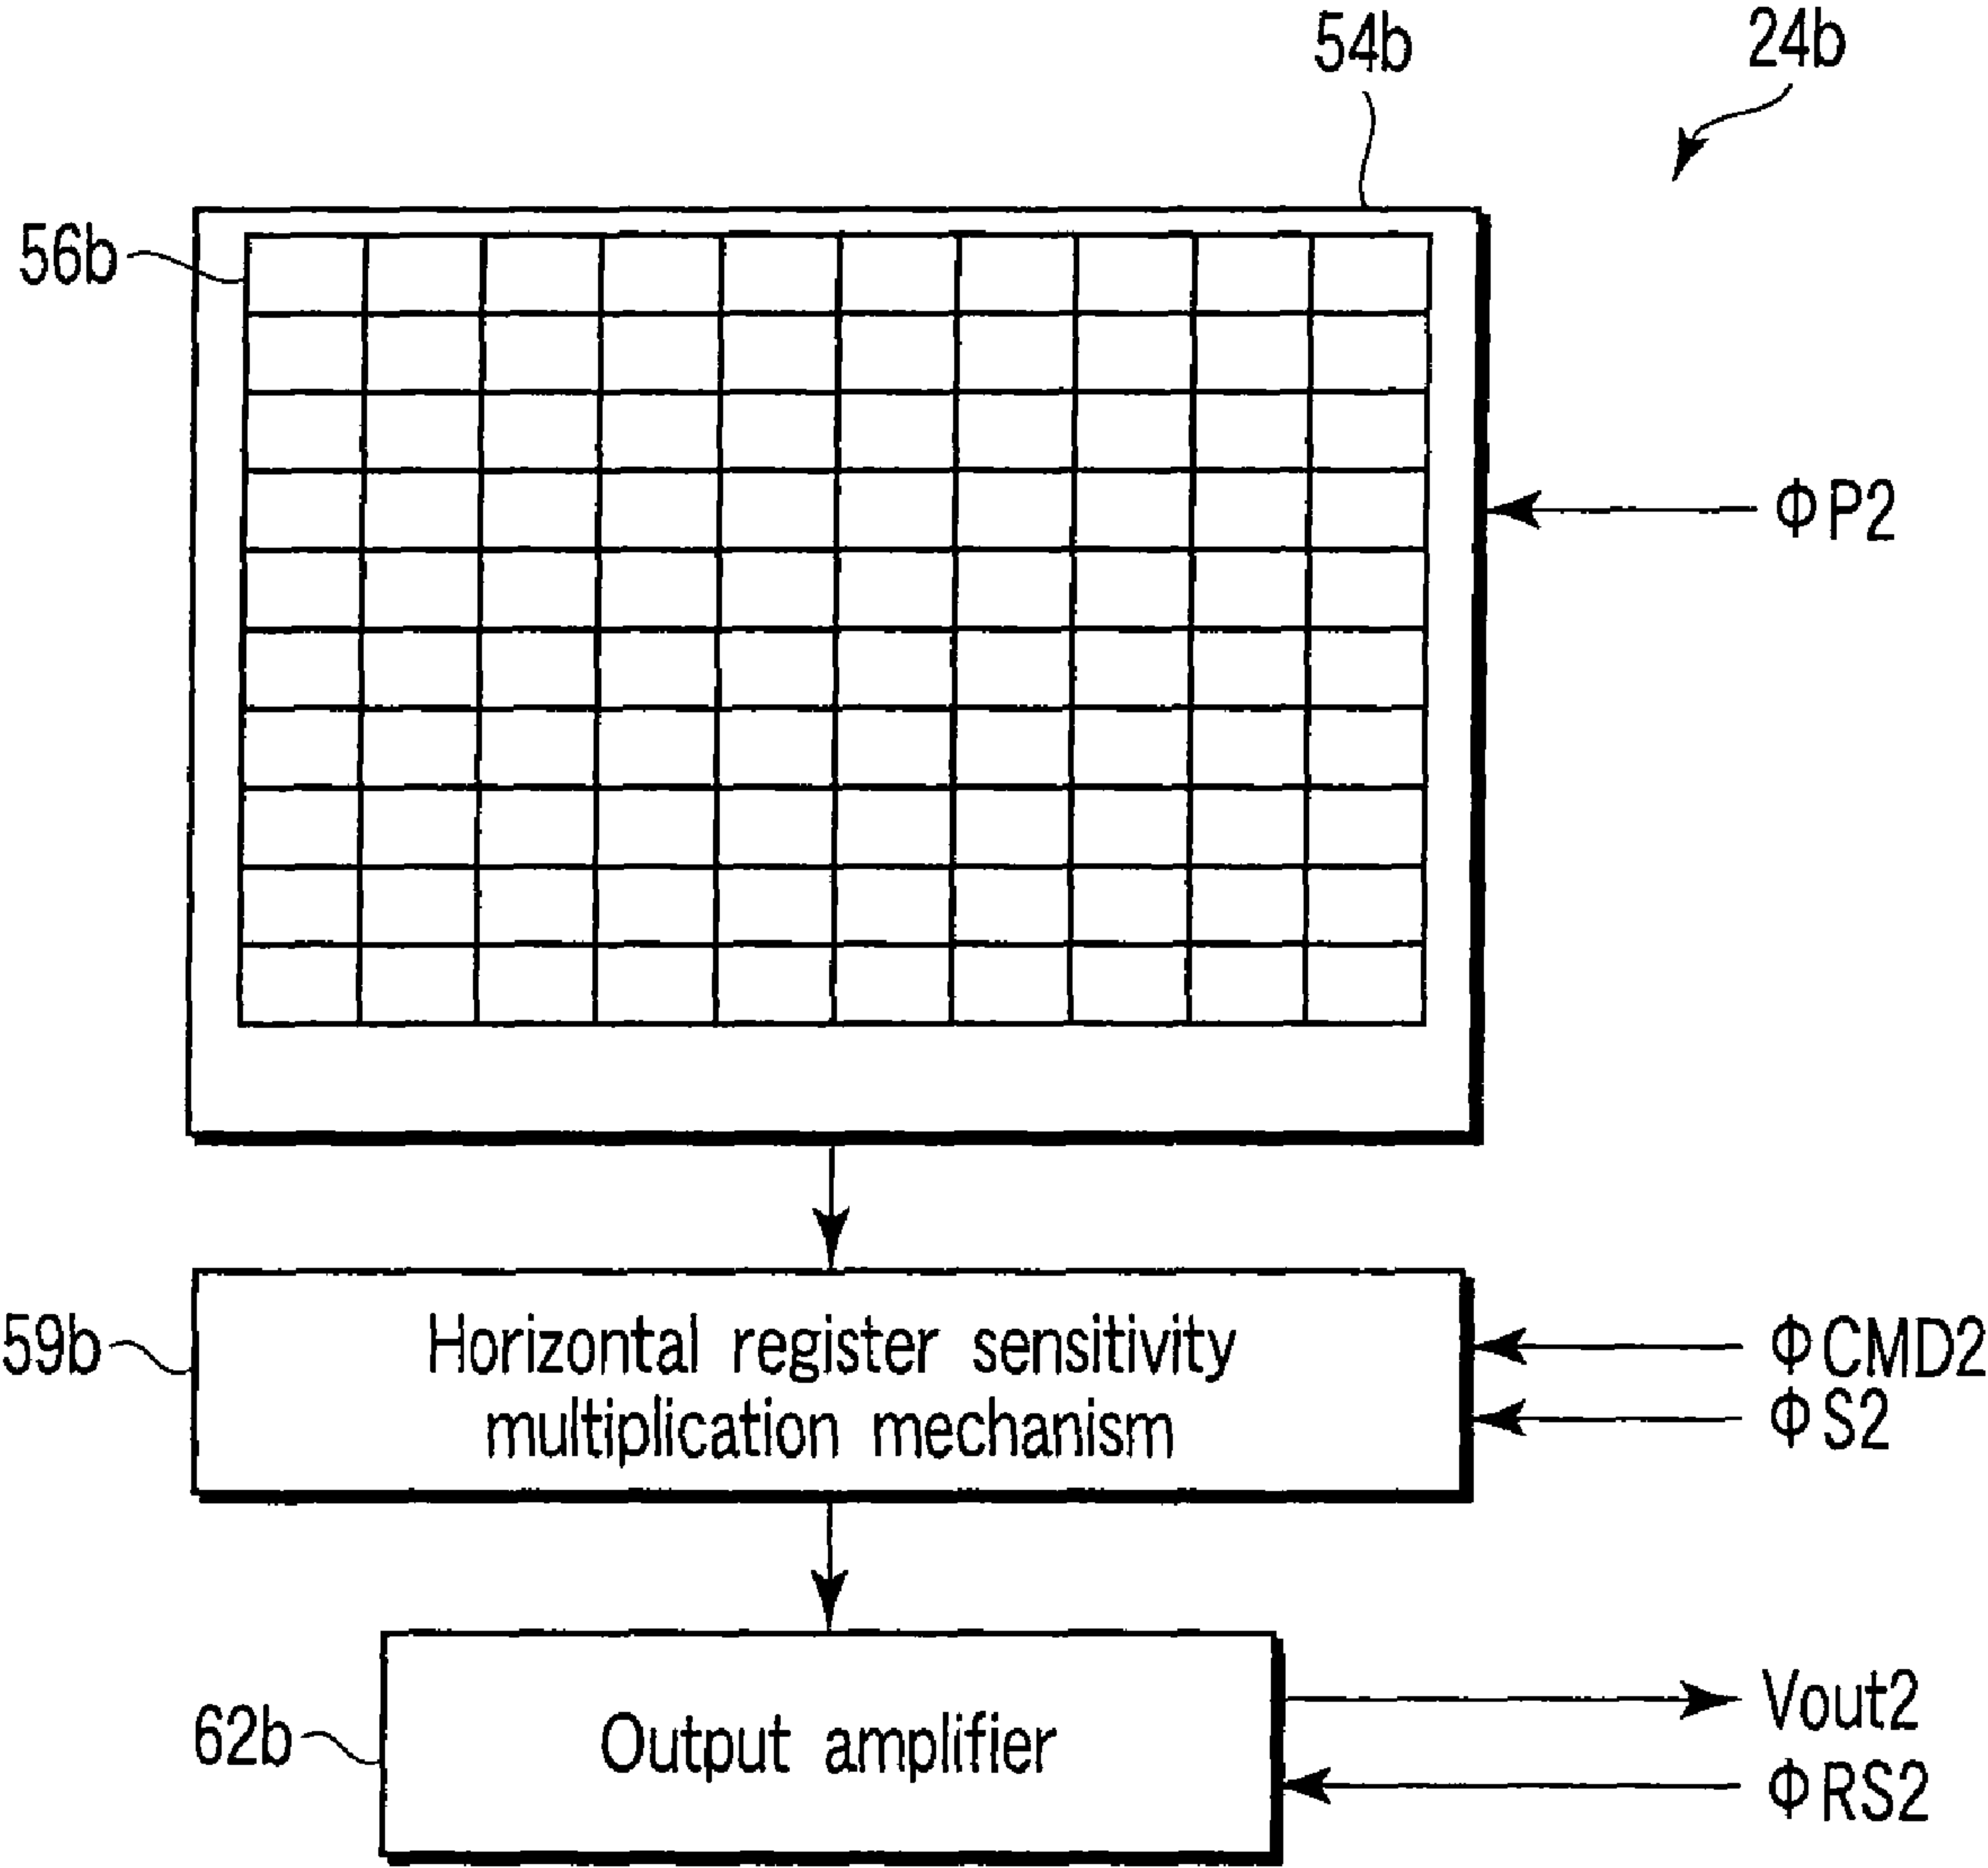 54b
24b
56b
ΦP2
59b
Horizontal register sensitivity
multiplication mechanism
ΦCMD2
ΦS2
62b
Output amplifier
Vout2
ΦRS2